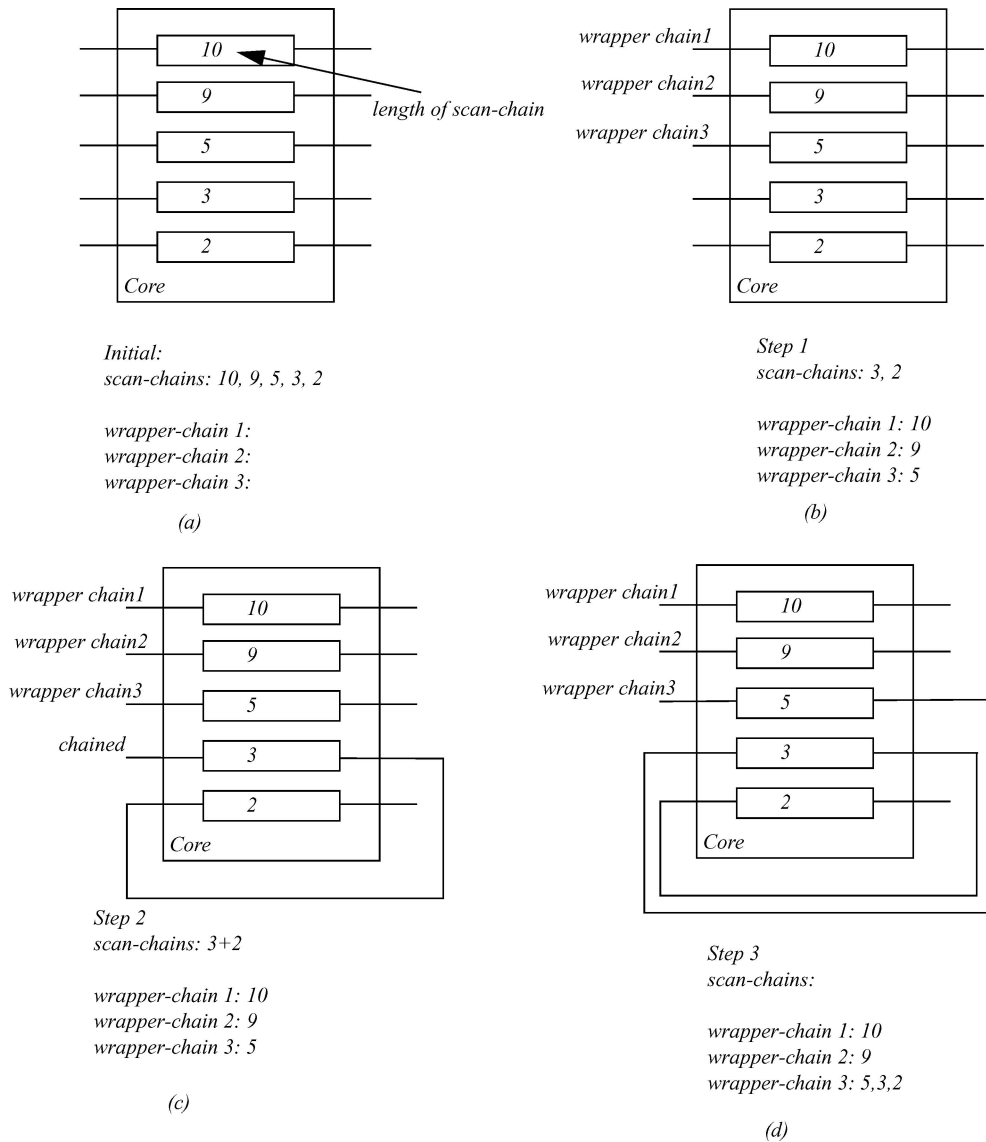 10
9
5
3
2
Core
length of scan-chain
Initial:
scan-chains: 10, 9, 5, 3, 2
wrapper-chain 1:
wrapper-chain 2:
wrapper-chain 3:
(a)
wrapper chain1
10
wrapper chain2
9
wrapper chain3
5
3
2
Core
Step 1
scan-chains: 3, 2
wrapper-chain 1: 10
wrapper-chain 2: 9
wrapper-chain 3: 5
(b)
wrapper chain1
10
wrapper chain2
9
wrapper chain3
5
chained
3
2
Core
Step 2
scan-chains: 3+2
wrapper-chain 1: 10
wrapper-chain 2: 9
wrapper-chain 3: 5
(c)
wrapper chain1
10
wrapper chain2
9
wrapper chain3
5
3
2
Core
Step 3
scan-chains:
wrapper-chain 1: 10
wrapper-chain 2: 9
wrapper-chain 3: 5,3,2
(d)